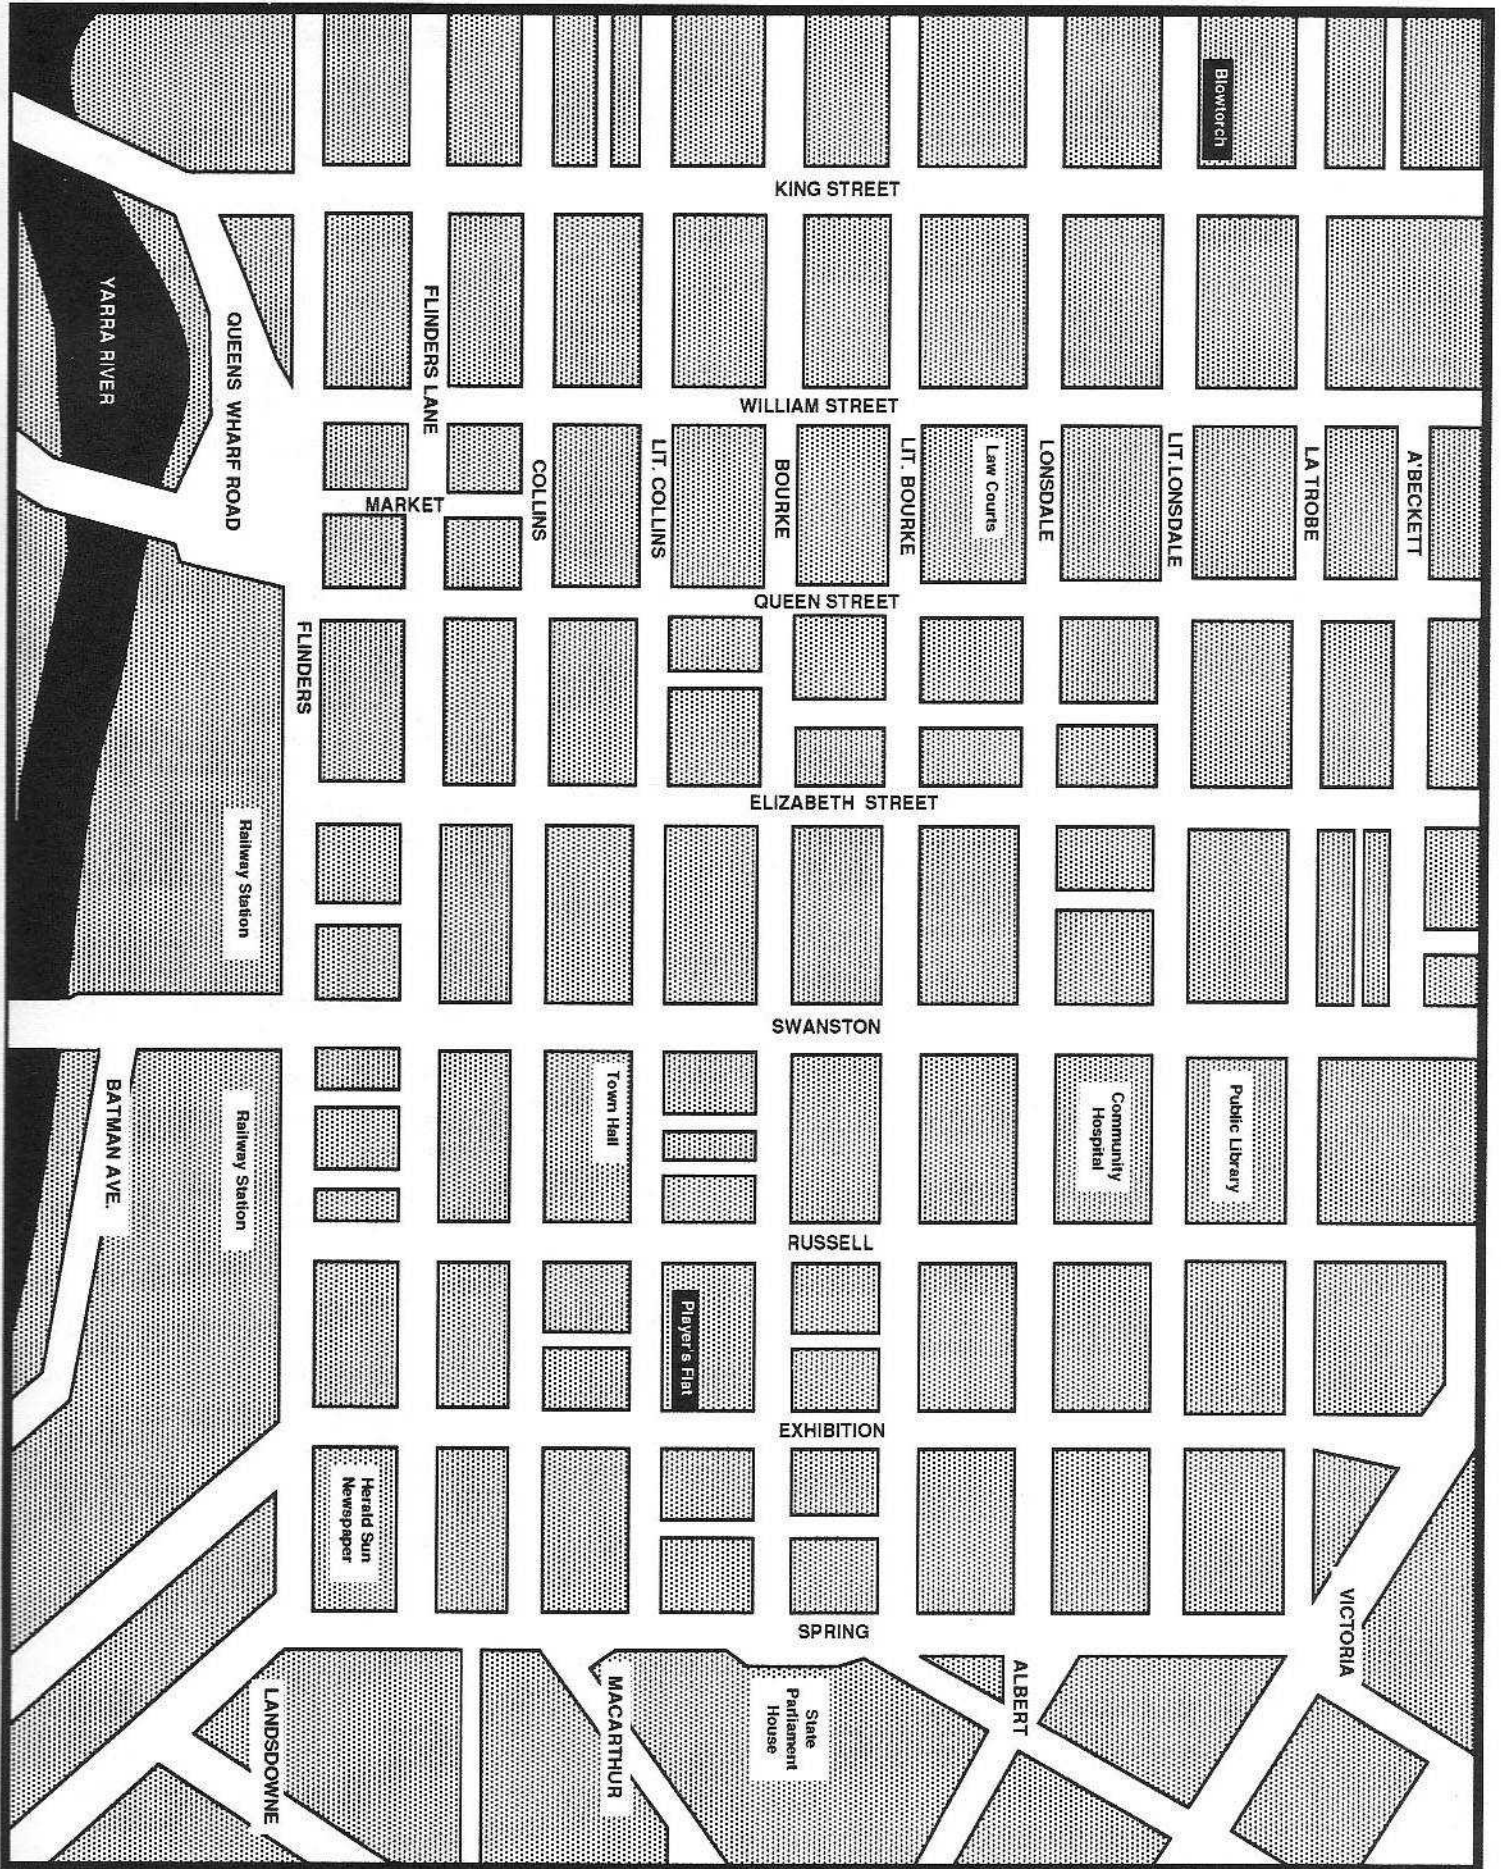 Blowtorch
KING STREET
YARRA RIVER
QUEENS WHARF ROAD
FLINDERS LANE
WILLIAM STREET
MARKET
COLLINS
LIT. COLLINS
BOURKE
LIT. BOURKE
Law Courts
LONSDALE
LIT. LONSDALE
LA TROBE
A'BECKETT
QUEEN STREET
FLINDERS
ELIZABETH STREET
Railway Station
SWANSTON
BATMAN AVE.
Railway Station
Town Hall
Community
Hospital
Public Library
RUSSELL
Player's Flat
EXHIBITION
Herald Sun
Newspaper
VICTORIA
SPRING
LANDSDOWNE
MACARTHUR
State
Parliament
House
ALBERT